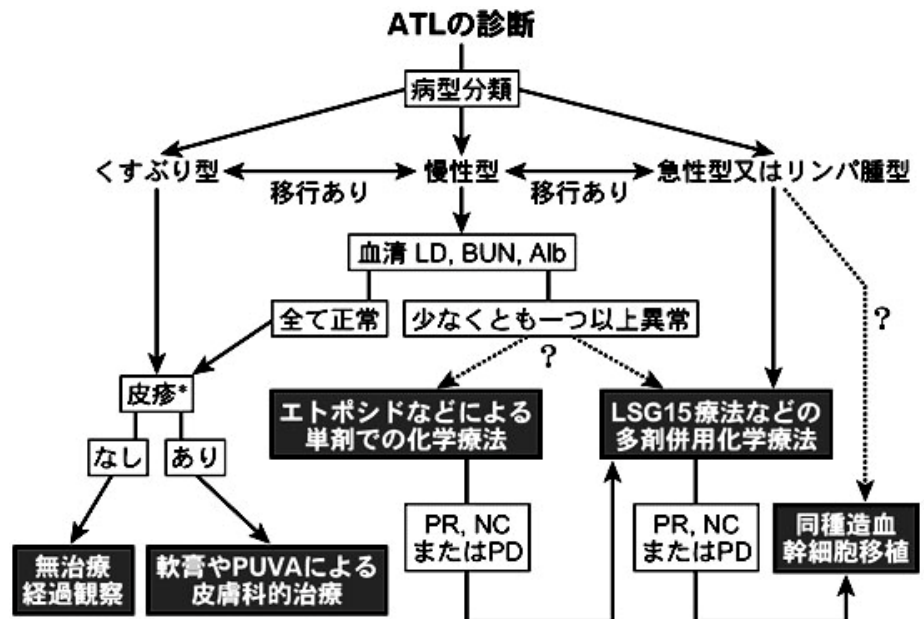 ATLの診断
病型分類
くすぶり型
移行あり
慢性型
移行あり
急性型又はリンパ腫型
血清 LD, BUN, Alb
全て正常
少なくとも一つ以上異常
?
?
皮疹*
エトポシドなどによる
単剤での化学療法
LSG15療法などの
多剤併用化学療法
なし
あり
PR, NC
またはPD
PR, NC
またはPD
同種造血
幹細胞移植
無治療
経過観察
軟膏やPUVAによる
皮膚科的治療